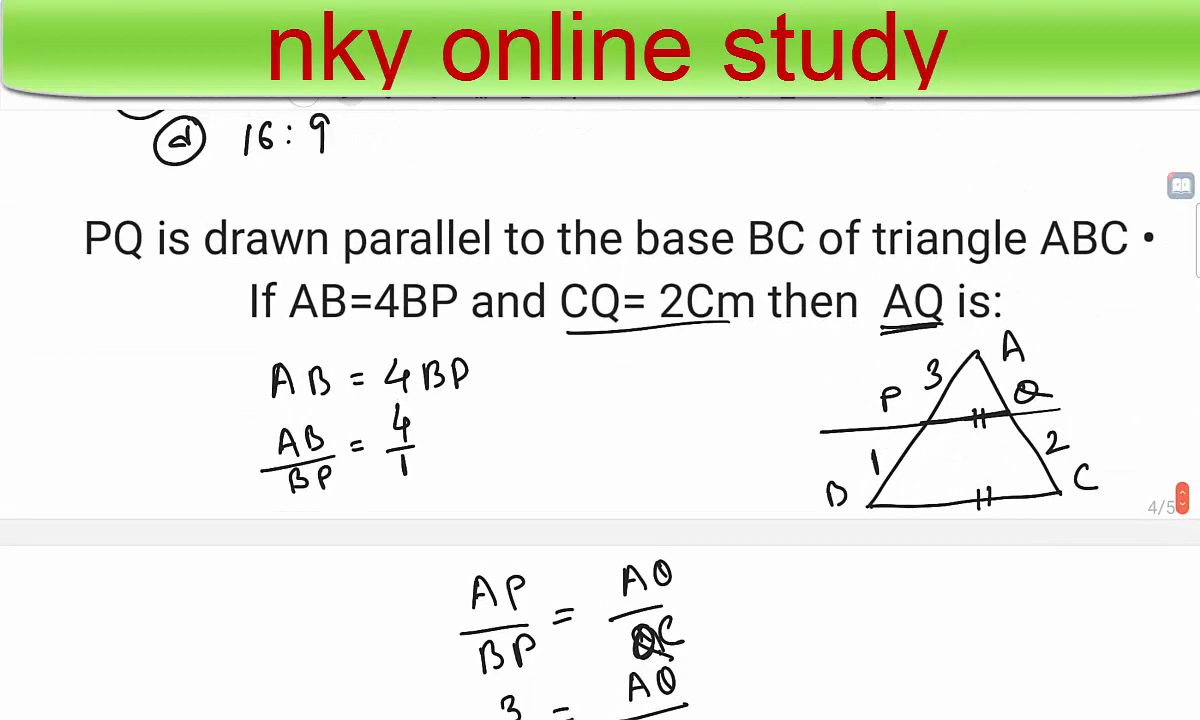 nky online study
d 16 : 9
PQ is drawn parallel to the base BC of triangle ABC •
If AB=4BP and CQ= 2Cm then AQ is:
AB = 4 BP
AB/BP = 4/1
A
3
P
Q
1
2
B
C
4/5
AP/BP = AQ/QC
3 = AQ